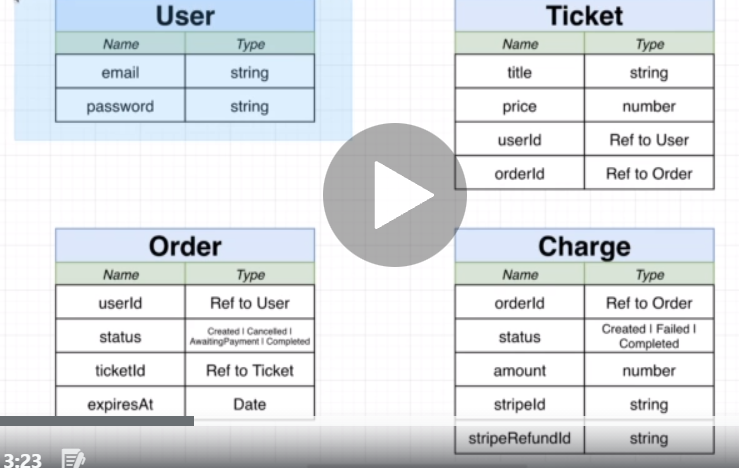 User
Name Type
email string
password string
Ticket
Name Type
title string
price number
userId Ref to User
orderId Ref to Order
Order
Name Type
userId Ref to User
status Created | Cancelled |
AwaitingPayment | Completed
ticketId Ref to Ticket
expiresAt Date
Charge
Name Type
orderId Ref to Order
status Created | Failed |
Completed
amount number
stripeId string
stripeRefundId string
3:23